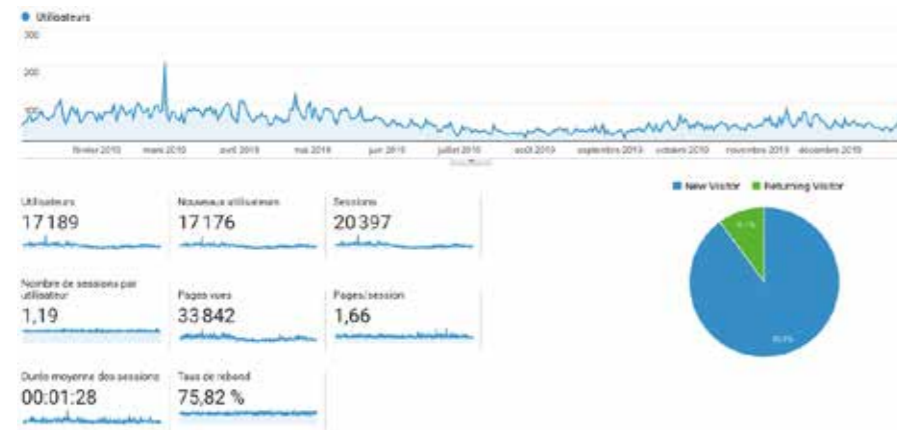 Utilisateurs
300
200
100
février 2019 mars 2019 avril 2019 mai 2019 juin 2019 juillet 2019 août 2019 septembre 2019 octobre 2019 novembre 2019 décembre 2019
New Visitor Returning Visitor
Utilisateurs Nouveaux utilisateurs Sessions
17 189 17 176 20 397
Nombre de sessions par
utilisateur Pages vues Pages/session
1,19 33 842 1,66
Durée moyenne des sessions Taux de rebond
00:01:28 75,82 %